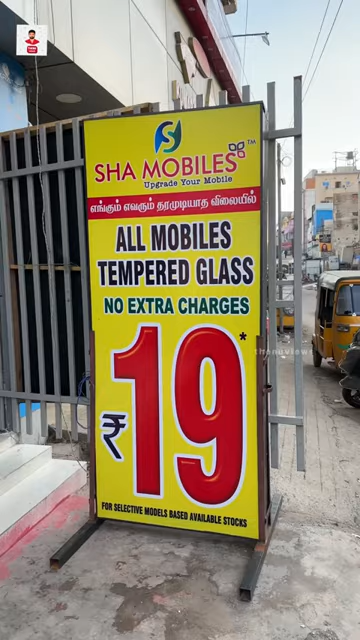 SHA MOBILES™
Upgrade Your Mobile
எங்கும் எவரும் தரமுடியாத விலையில்
ALL MOBILES
TEMPERED GLASS
NO EXTRA CHARGES
₹ 19*
FOR SELECTIVE MODELS BASED AVAILABLE STOCKS